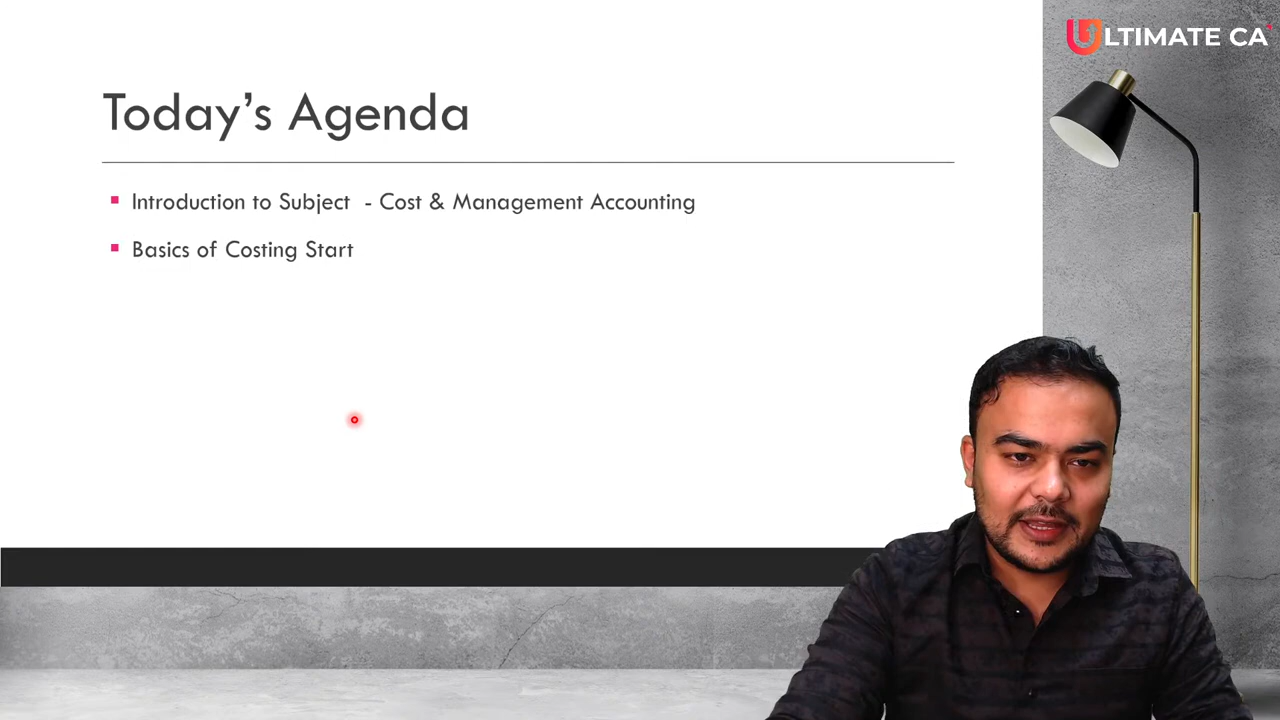 ULTIMATE CA
Today's Agenda
Introduction to Subject - Cost & Management Accounting
Basics of Costing Start